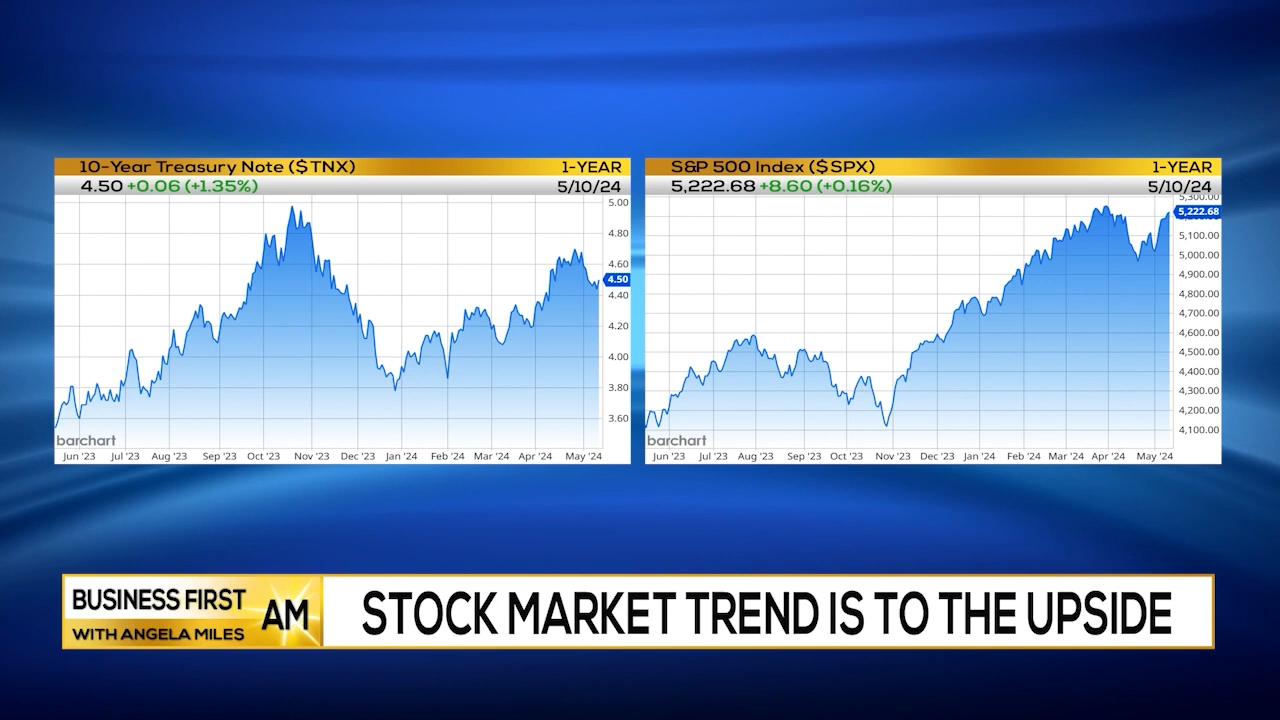 10-Year Treasury Note ($TNX) 1-YEAR
4.50 +0.06 (+1.35%) 5/10/24
5.00
4.80
4.60
4.50
4.40
4.20
4.00
3.80
3.60
barchart
Jun '23 Jul '23 Aug '23 Sep '23 Oct '23 Nov '23 Dec '23 Jan '24 Feb '24 Mar '24 Apr '24 May '24
S&P 500 Index ($SPX) 1-YEAR
5,222.68 +8.60 (+0.16%) 5/10/24
5,300.00
5,222.68
5,100.00
5,000.00
4,900.00
4,800.00
4,700.00
4,600.00
4,500.00
4,400.00
4,300.00
4,200.00
4,100.00
barchart
Jun '23 Jul '23 Aug '23 Sep '23 Oct '23 Nov '23 Dec '23 Jan '24 Feb '24 Mar '24 Apr '24 May '24
BUSINESS FIRST
AM
WITH ANGELA MILES
STOCK MARKET TREND IS TO THE UPSIDE